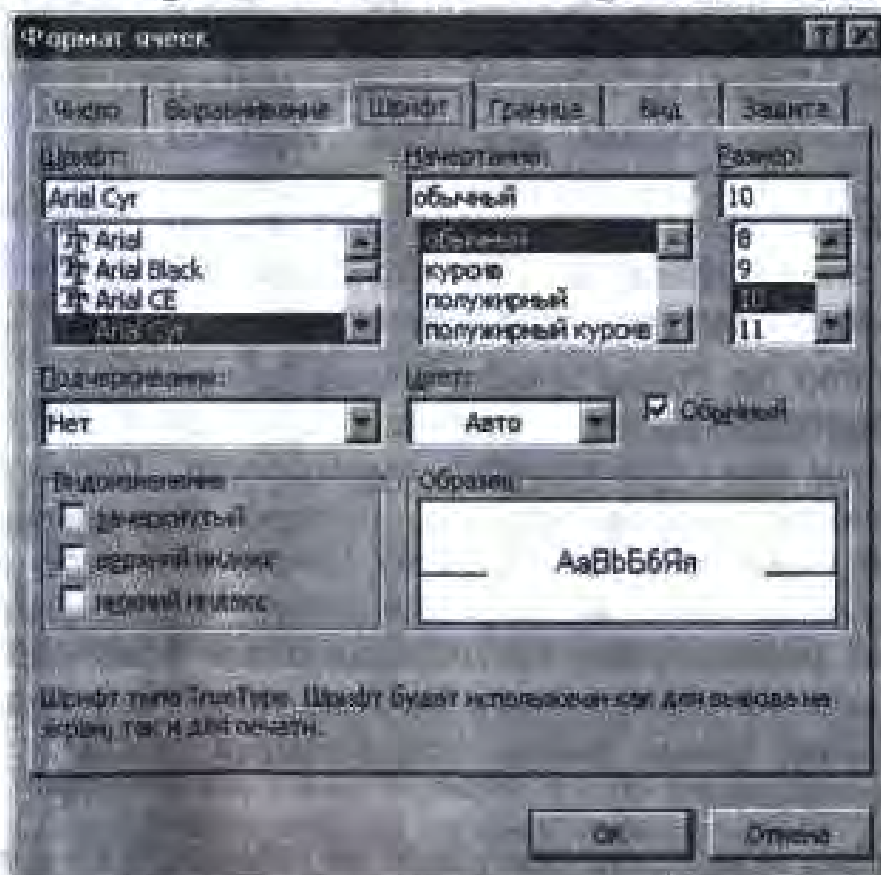 Формат ячеек
Число Выравнивание Шрифт Граница Вид Защита
Шрифт: Начертание: Размер:
Arial Cyr обычный 10
Arial обычный 8
Arial Black курсив 9
Arial CE полужирный 10
Arial Cyr полужирный курсив 11
Подчеркивание: Цвет:
Нет Авто Обычный
Видоизменение Образец:
зачеркнутый
верхний индекс AaBbБбЯя
нижний индекс
Шрифт типа TrueType. Шрифт будет использован как для вывода на
экран, так и для печати.
OK Отмена